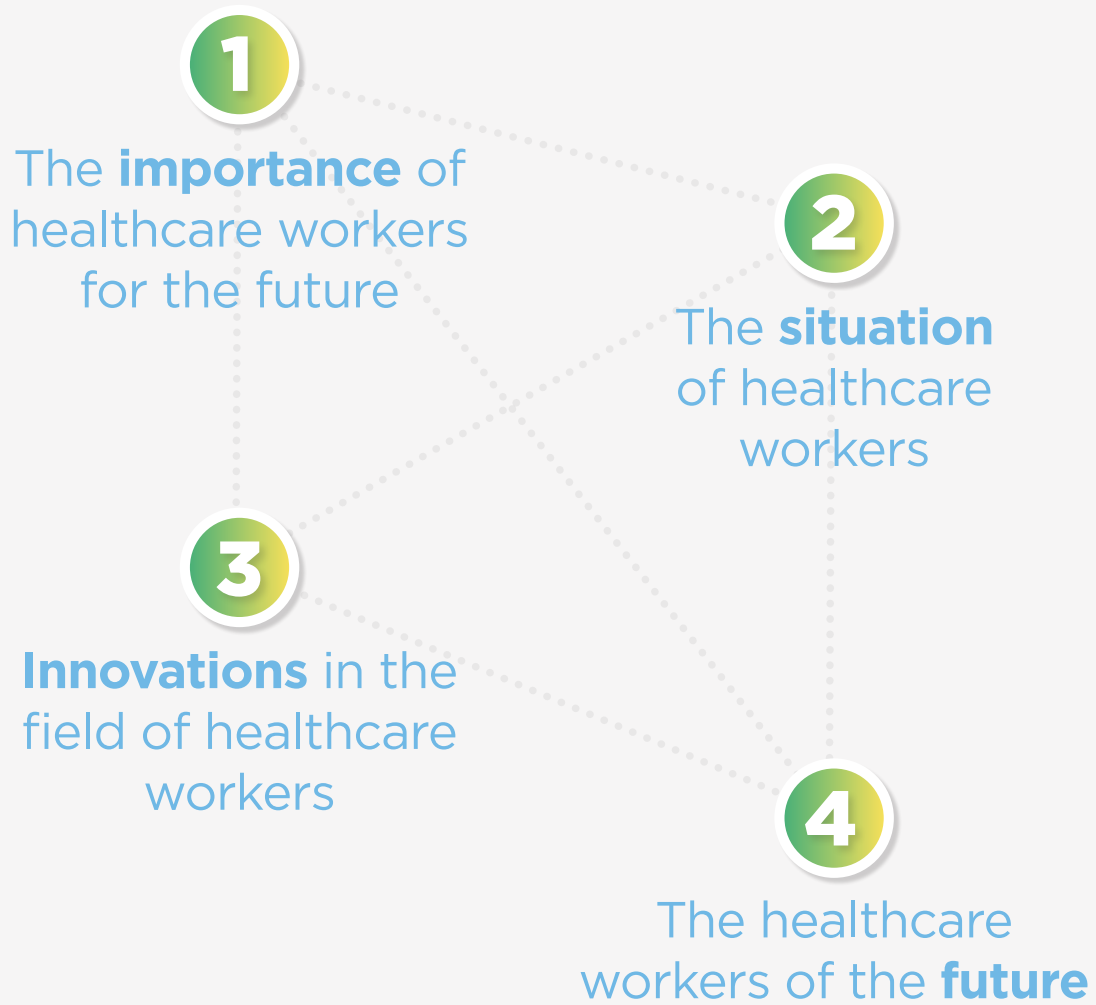 1
The importance of
healthcare workers
for the future
2
The situation
of healthcare
workers
3
Innovations in the
field of healthcare
workers
4
The healthcare
workers of the future